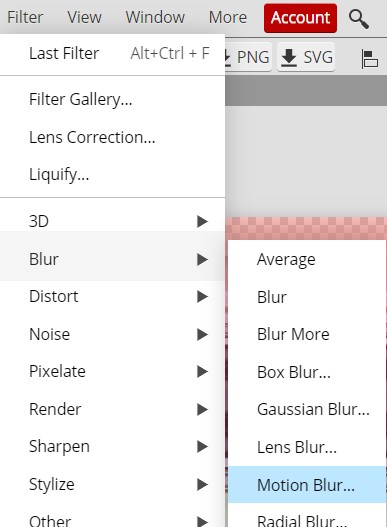 Filter View Window More Account
Last Filter Alt+Ctrl + F
PNG SVG
Filter Gallery...
Lens Correction...
Liquify...
3D
Blur
Average
Distort
Blur
Noise
Blur More
Pixelate
Box Blur...
Render
Gaussian Blur...
Sharpen
Lens Blur...
Stylize
Motion Blur...
Other
Radial Blur...